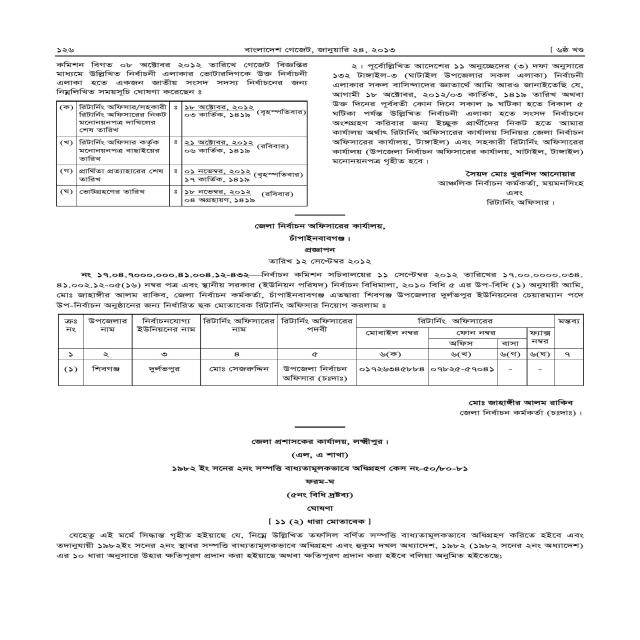 ১২৬ বাংলাদেশ গেজেট, জানুয়ারি ২৪, ২০১৩ [ ৬ষ্ঠ খণ্ড
কমিশন বিগত ০৮ অক্টোবর ২০১২ তারিখে গেজেট বিজ্ঞপ্তির
মাধ্যমে উল্লিখিত নির্বাচনী এলাকার ভোটারদিগকে উক্ত নির্বাচনী
এলাকা হতে একজন জাতীয় সংসদ সদস্য নির্বাচনের জন্য
নিম্নলিখিত সময়সূচি ঘোষণা করেছেন ঃ
(ক) রিটার্নিং অফিসার/সহকারী রিটার্নিং অফিসারের নিকট মনোনয়নপত্র দাখিলের শেষ তারিখ ঃ ১৮ অক্টোবর, ২০১২ ০৩ কার্তিক, ১৪১৯ (বৃহস্পতিবার)
(খ) রিটার্নিং অফিসার কর্তৃক মনোনয়নপত্র বাছাইয়ের তারিখ ঃ ২১ অক্টোবর, ২০১২ ০৬ কার্তিক, ১৪১৯ (রবিবার)
(গ) প্রার্থিতা প্রত্যাহারের শেষ তারিখ ঃ ০১ নভেম্বর, ২০১২ ১৭ কার্তিক, ১৪১৯ (বৃহস্পতিবার)
(ঘ) ভোটগ্রহণের তারিখ ঃ ১৮ নভেম্বর, ২০১২ ০৪ অগ্রহায়ণ, ১৪১৯ (রবিবার)
২ । পূর্বোল্লিখিত আদেশের ১১ অনুচ্ছেদের (৩) দফা অনুসারে
১৩২ টাঙ্গাইল-৩ (ঘাটাইল উপজেলার সকল এলাকা) নির্বাচনী
এলাকার সকল বাসিন্দাদের জ্ঞাতার্থে আমি আরও জানাইতেছি যে,
আগামী ১৮ অক্টোবর, ২০১২/০৩ কার্তিক, ১৪১৯ তারিখ অথবা
উক্ত দিনের পূর্ববর্তী কোন দিনে সকাল ৯ ঘটিকা হতে বিকাল ৫
ঘটিকা পর্যন্ত উল্লিখিত নির্বাচনী এলাকা হতে সংসদ নির্বাচনে
অংশগ্রহণ করিবার জন্য ইচ্ছুক প্রার্থীদের নিকট হতে আমার
কার্যালয় অর্থাৎ রিটার্নিং অফিসারের কার্যালয় সিনিয়র জেলা নির্বাচন
অফিসারের কার্যালয়, টাঙ্গাইল) এবং সহকারী রিটার্নিং অফিসারের
কার্যালয় (উপজেলা নির্বাচন অফিসারের কার্যালয়, ঘাটাইল, টাঙ্গাইল)
মনোনয়নপত্র গৃহীত হবে ।
সৈয়দ মোঃ খুরশিদ আনোয়ার
আঞ্চলিক নির্বাচন কর্মকর্তা, ময়মনসিংহ
এবং
রিটার্নিং অফিসার ।
জেলা নির্বাচন অফিসারের কার্যালয়,
চাঁপাইনবাবগঞ্জ ।
প্রজ্ঞাপন
তারিখ ১২ সেপ্টেম্বর ২০১২
নং ১৭.০৪.৭০০০.০০০.৪১.০০৪.১২-৪৩২—নির্বাচন কমিশন সচিবালয়ের ১১ সেপ্টেম্বর ২০১২ তারিখের ১৭.০০.০০০০.০৩৪.
৪১.০০২.১২-০৫(১৬) নম্বর পত্র এবং স্থানীয় সরকার (ইউনিয়ন পরিষদ) নির্বাচন বিধিমালা, ২০১০ বিধি ৫ এর উপ-বিধি (১) অনুযায়ী আমি,
মোঃ জাহাঙ্গীর আলম রাকিব, জেলা নির্বাচন কর্মকর্তা, চাঁপাইনবাবগঞ্জ এতদ্বারা শিবগঞ্জ উপজেলার দুর্লভপুর ইউনিয়নের চেয়ারম্যান পদে
উপ-নির্বাচন অনুষ্ঠানের জন্য নির্ধারিত ছক মোতাবেক রিটার্নিং অফিসার নিয়োগ করলাম ঃ
ক্রঃ নং উপজেলার নাম নির্বাচনযোগ্য ইউনিয়নের নাম রিটার্নিং অফিসারের নাম রিটার্নিং অফিসারের পদবী রিটার্নিং অফিসারের মন্তব্য
মোবাইল নম্বর ফোন নম্বর ফ্যাক্স নম্বর
অফিস বাসা
১ ২ ৩ ৪ ৫ ৬(ক) ৬(খ) ৬(গ) ৬(ঘ) ৭
(১) শিবগঞ্জ দুর্লভপুর মোঃ সেজরুদ্দিন উপজেলা নির্বাচন অফিসার (চঃদাঃ) ০১৭২৬৩৪৫৮৮৪ ০৭৮২৫-৫৭০৪১ - -
মোঃ জাহাঙ্গীর আলম রাকিব
জেলা নির্বাচন কর্মকর্তা (চঃদাঃ) ।
জেলা প্রশাসকের কার্যালয়, লক্ষ্মীপুর ।
(এল, এ শাখা)
১৯৮২ ইং সনের ২নং সম্পত্তি বাধ্যতামূলকভাবে অধিগ্রহণ কেস নং-৫০/৮০-৮১
ফরম-ঘ
(৫নং বিধি দ্রষ্টব্য)
ঘোষণা
[ ১১ (২) ধারা মোতাবেক ]
যেহেতু এই মর্মে সিদ্ধান্ত গৃহীত হইয়াছে যে, নিম্নে উল্লিখিত তফসিল বর্ণিত সম্পত্তি বাধ্যতামূলকভাবে অধিগ্রহণ করিতে হইবে এবং
তদানুযায়ী ১৯৮২ইং সনের ২নং স্থাবর সম্পত্তি বাধ্যতামূলকভাবে অধিগ্রহণ এবং হুকুম দখল অধ্যাদেশ, ১৯৮২ (১৯৮২ সনের ২নং অধ্যাদেশ)
এর ১০ ধারা অনুসারে উহার ক্ষতিপূরণ প্রদান করা হইয়াছে অথবা ক্ষতিপূরণ প্রদান করা হইবে বলিয়া অনুমিত হইতেছে;